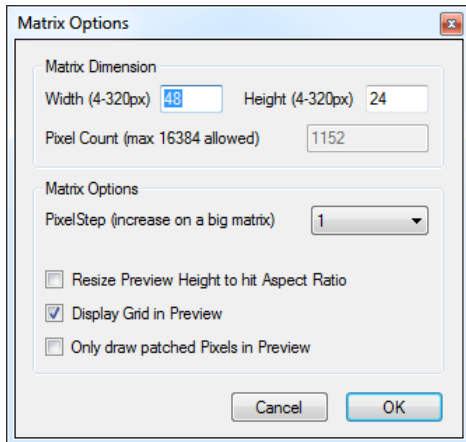 Matrix Options
Matrix Dimension
Width (4-320px) 48 Height (4-320px) 24
Pixel Count (max 16384 allowed) 1152
Matrix Options
PixelStep (increase on a big matrix) 1
Resize Preview Height to hit Aspect Ratio
Display Grid in Preview
Only draw patched Pixels in Preview
Cancel OK